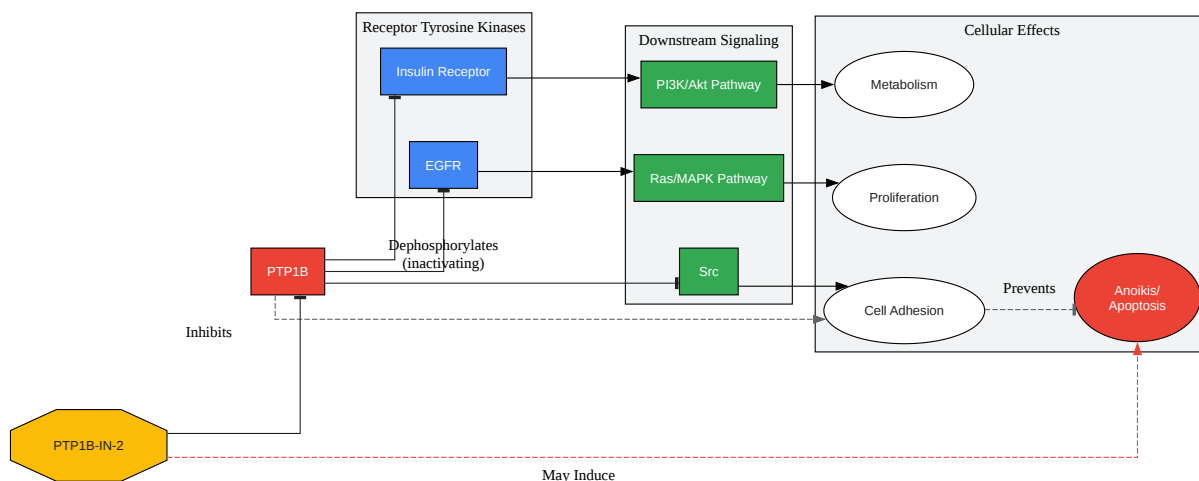 Receptor Tyrosine Kinases
Insulin Receptor
EGFR
Downstream Signaling
PI3K/Akt Pathway
Ras/MAPK Pathway
Src
Cellular Effects
Metabolism
Proliferation
Cell Adhesion
Prevents
Anoikis/
Apoptosis
Dephosphorylates
(inactivating)
PTP1B
Inhibits
PTP1B-IN-2
May Induce